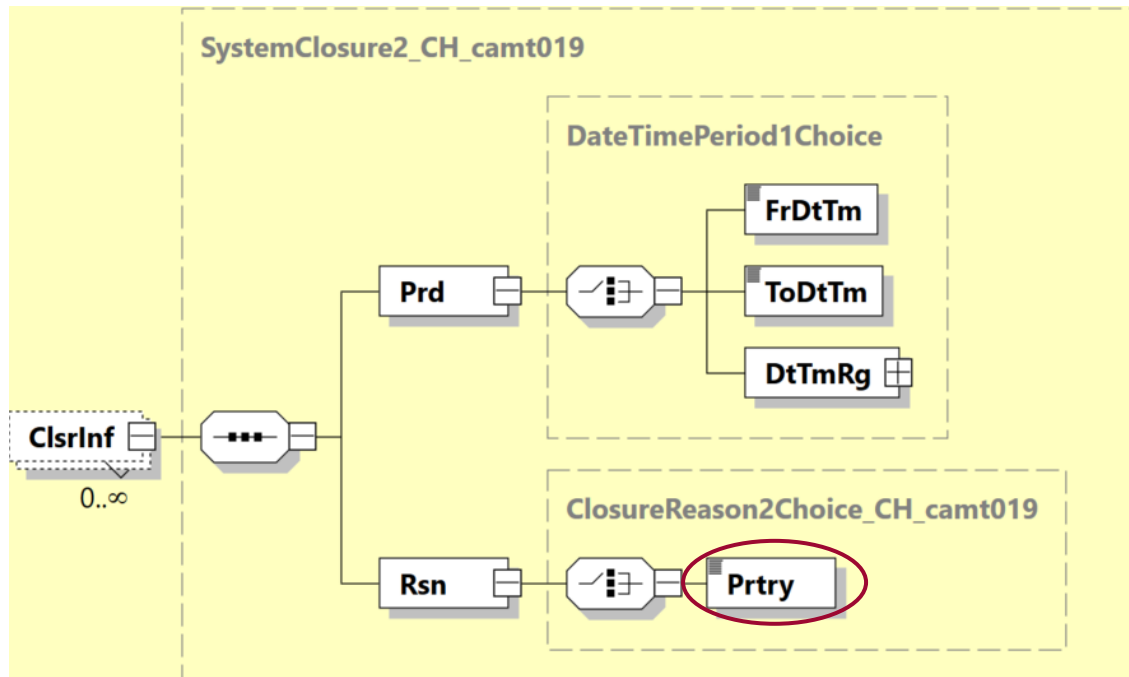 SystemClosure2_CH_camt019
DateTimePeriod1Choice
FrDtTm
Prd
ToDtTm
DtTmRg
ClsrInf
0..∞
ClosureReason2Choice_CH_camt019
Rsn
Prtry